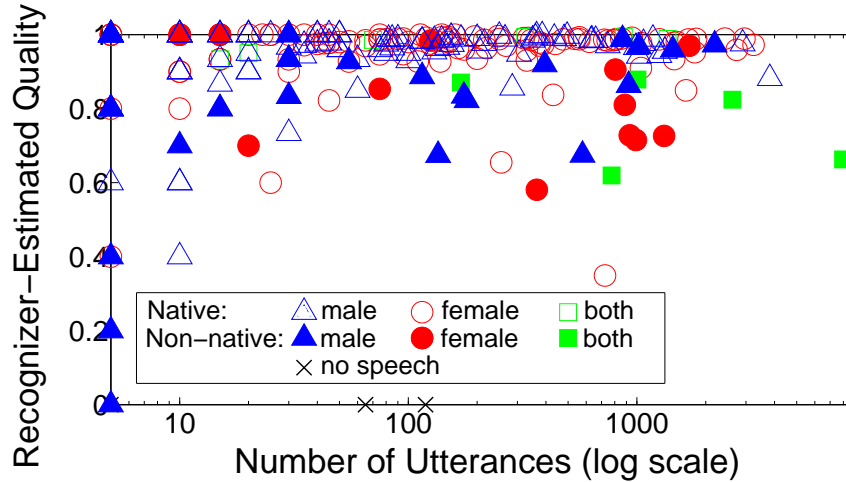 Recognizer−Estimated Quality
1
0.8
0.6
0.4
0.2
0
Native: male female both
Non−native: male female both
no speech
10 100 1000
Number of Utterances (log scale)